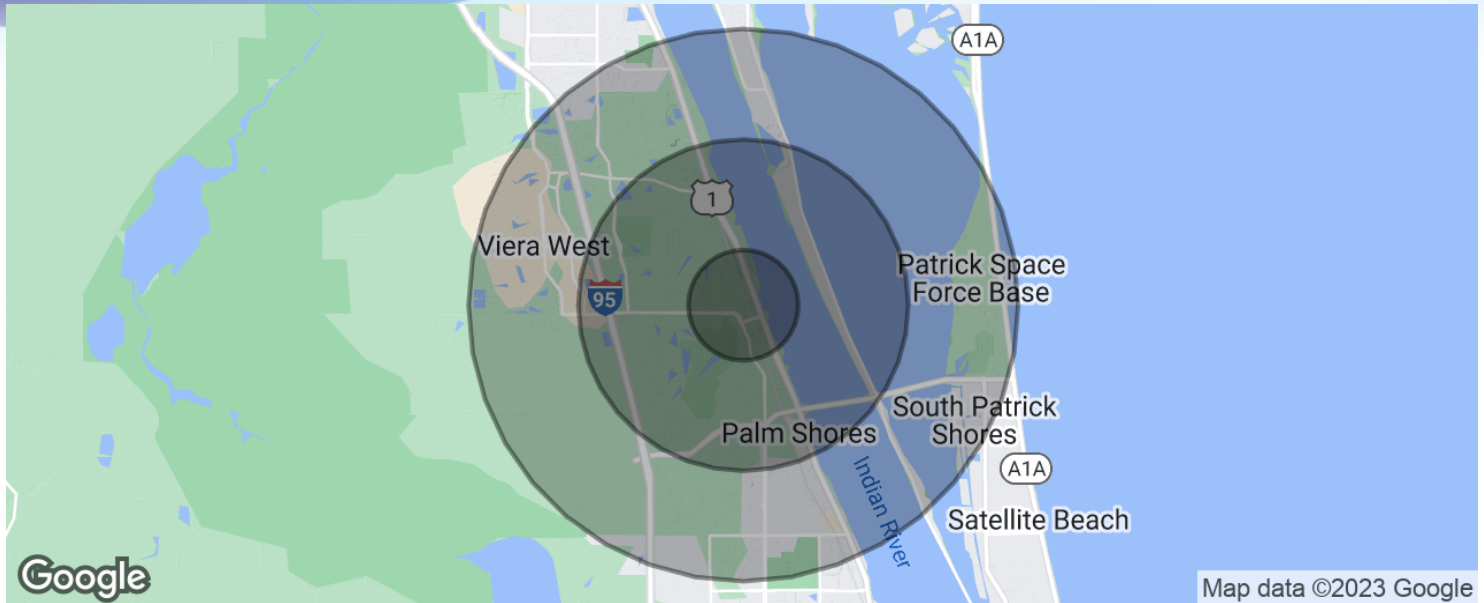 A1A
1
Viera West
Patrick Space
Force Base
95
South Patrick
Shores
Palm Shores
A1A
Indian River
Satellite Beach
Google
Map data ©2023 Google